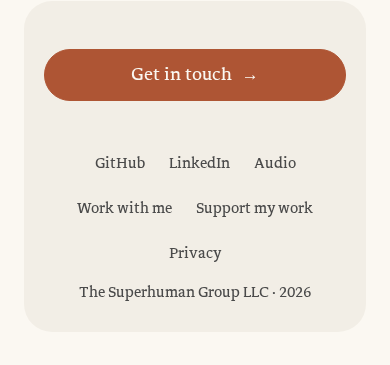 Get in touch →
GitHub LinkedIn Audio
Work with me Support my work
Privacy
The Superhuman Group LLC · 2026